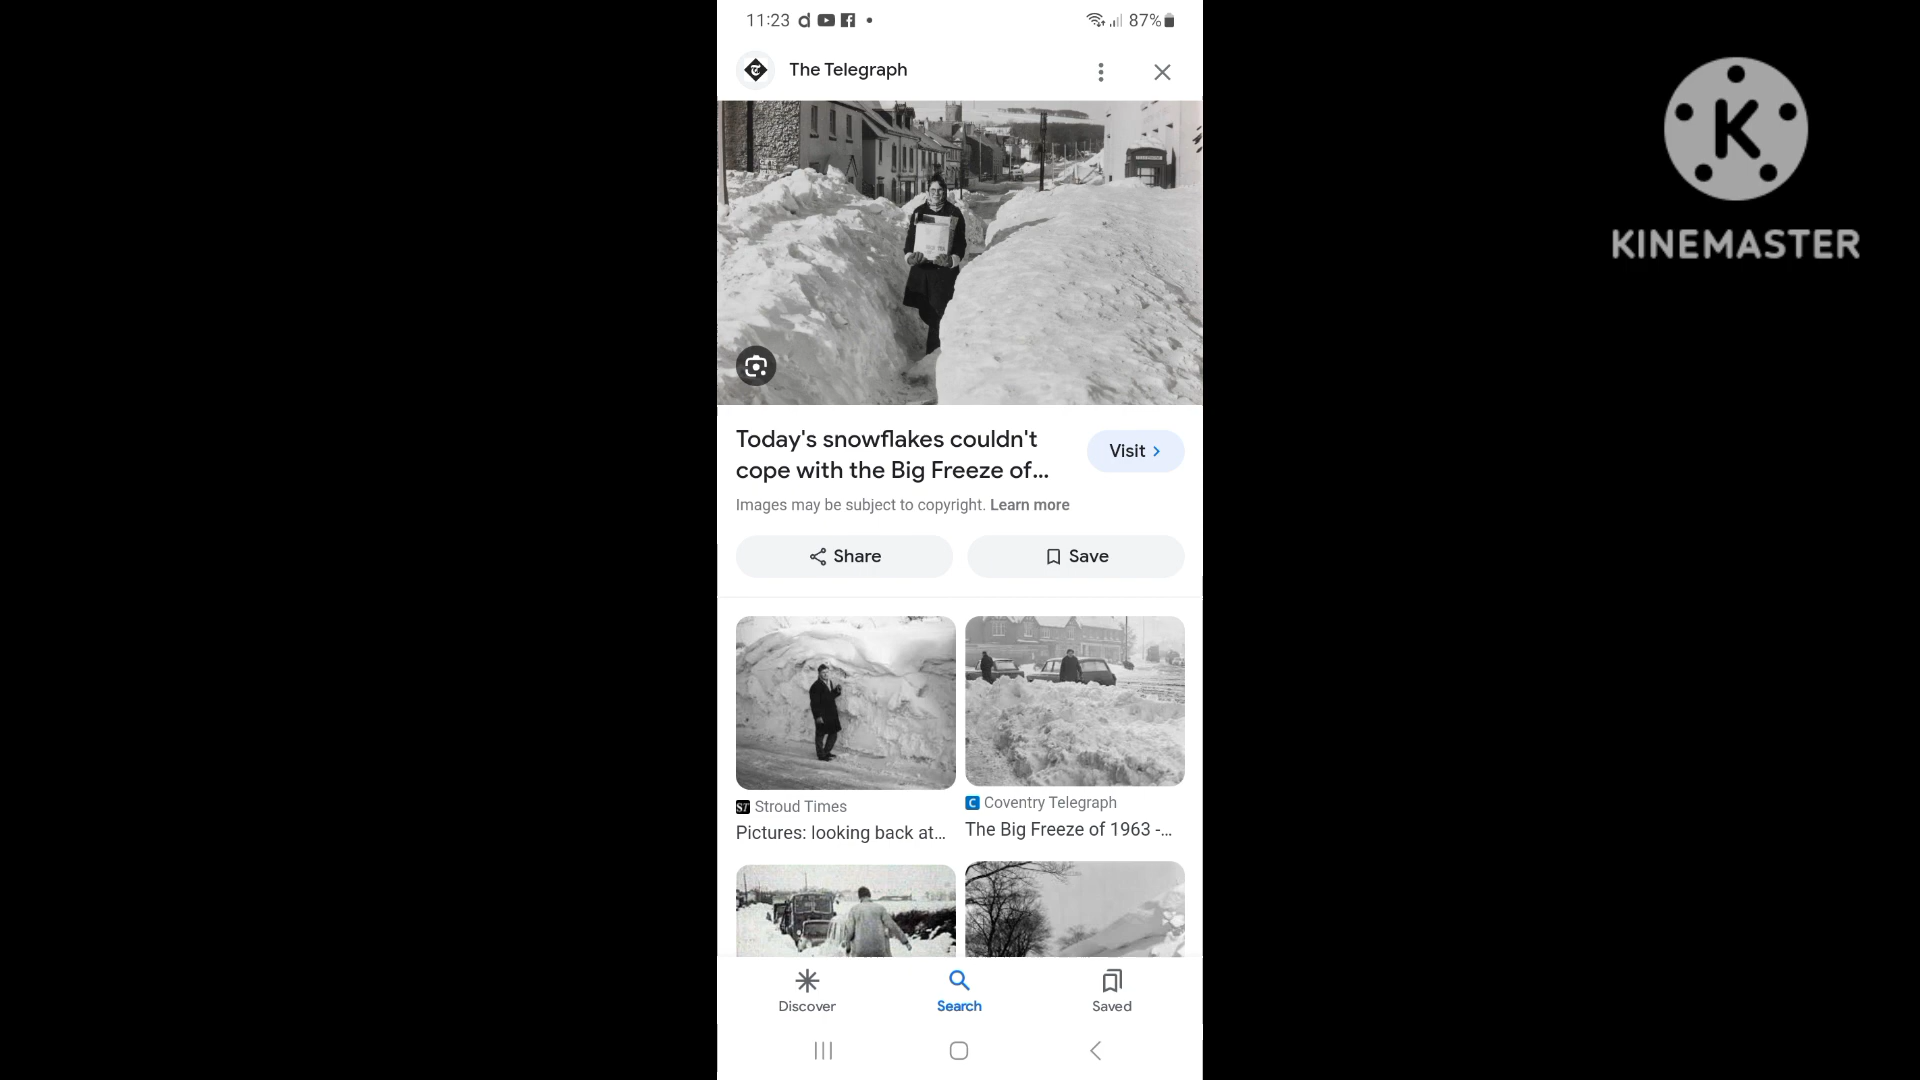 11:23
87%
The Telegraph
KINEMASTER
Today's snowflakes couldn't
cope with the Big Freeze of...
Visit
Images may be subject to copyright. Learn more
Share
Save
ST Stroud Times
C Coventry Telegraph
Pictures: looking back at...
The Big Freeze of 1963 -...
Discover
Search
Saved